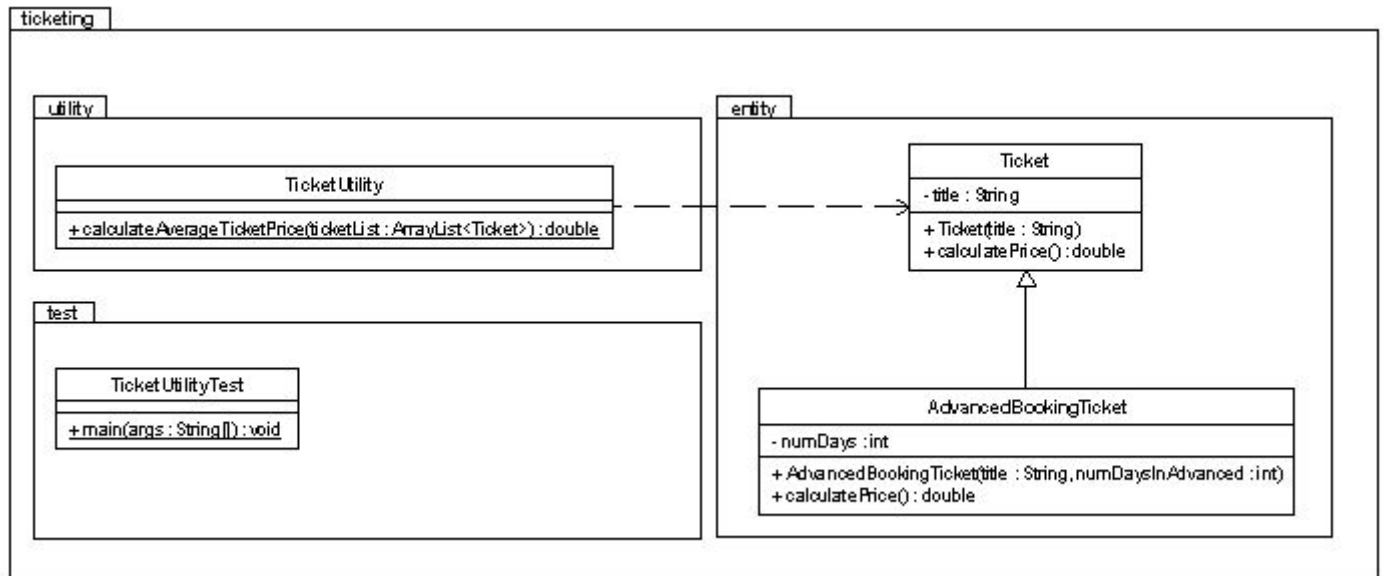 ticketing
utility
TicketUtility
+ calculateAverageTicketPrice(ticketList : ArrayList<Ticket>) : double
test
TicketUtilityTest
+ main(args : String[]) : void
entity
Ticket
- title : String
+ Ticket(title : String)
+ calculatePrice() : double
AdvancedBookingTicket
- numDays : int
+ AdvancedBookingTicket(title : String, numDaysInAdvanced : int)
+ calculatePrice() : double